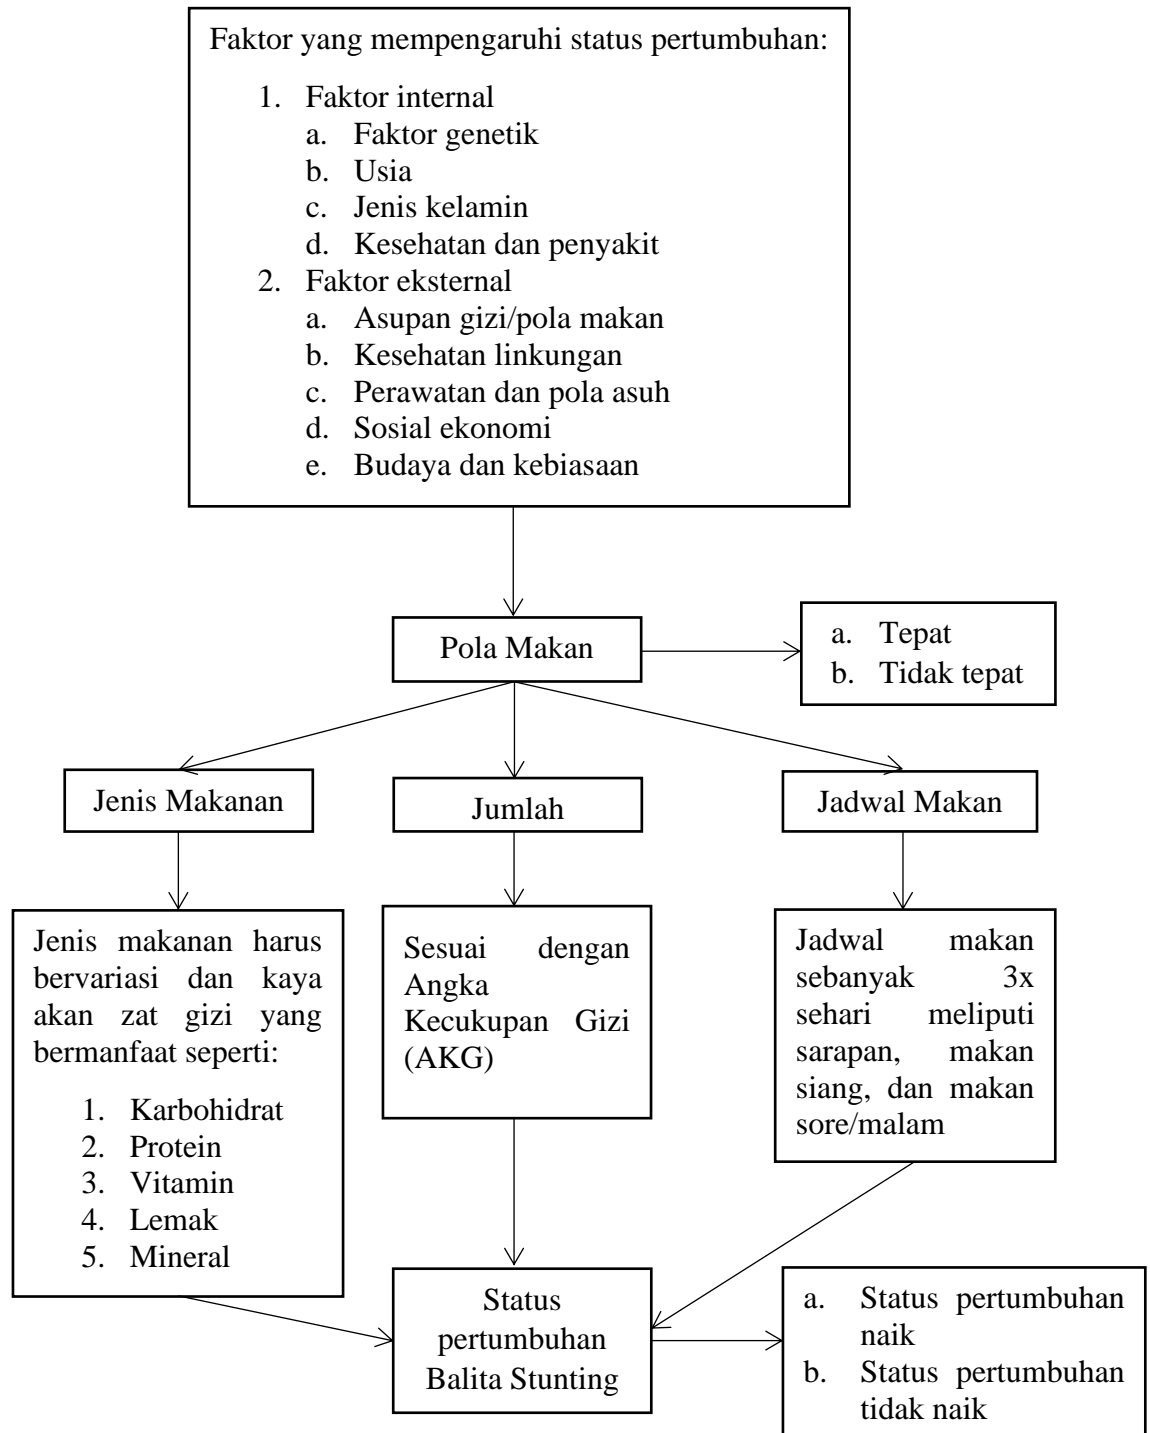 Faktor yang mempengaruhi status pertumbuhan:
1. Faktor internal
a. Faktor genetik
b. Usia
c. Jenis kelamin
d. Kesehatan dan penyakit
2. Faktor eksternal
a. Asupan gizi/pola makan
b. Kesehatan linkungan
c. Perawatan dan pola asuh
d. Sosial ekonomi
e. Budaya dan kebiasaan
Pola Makan
a. Tepat
b. Tidak tepat
Jenis Makanan
Jumlah
Jadwal Makan
Jenis makanan harus
bervariasi dan kaya
akan zat gizi yang
bermanfaat seperti:
1. Karbohidrat
2. Protein
3. Vitamin
4. Lemak
5. Mineral
Sesuai dengan
Angka
Kecukupan Gizi
(AKG)
Jadwal makan
sebanyak 3x
sehari meliputi
sarapan, makan
siang, dan makan
sore/malam
Status
pertumbuhan
Balita Stunting
a. Status pertumbuhan
naik
b. Status pertumbuhan
tidak naik